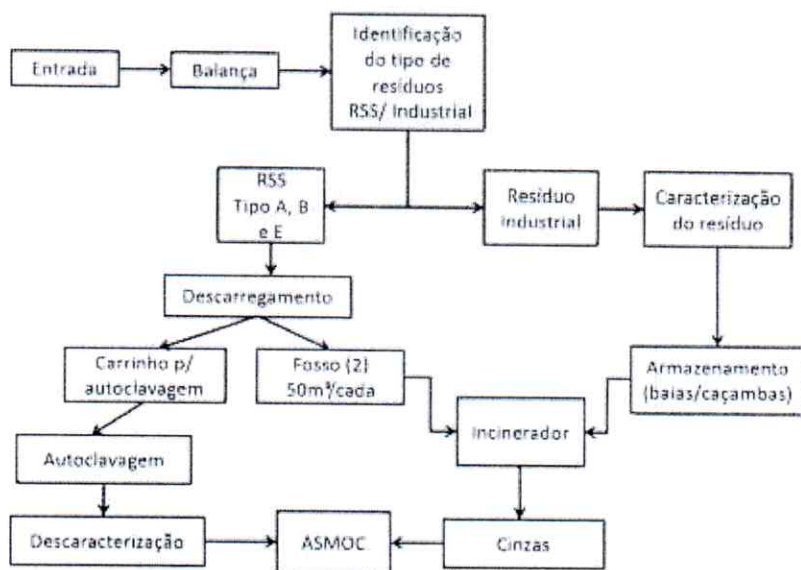 Entrada
Balança
Identificação
do tipo de
resíduos
RSS/ Industrial
RSS
Tipo A, B
e E
Resíduo
industrial
Caracterização
do resíduo
Descarregamento
Carrinho p/
autoclavagem
Fosso (2)
50m³/cada
Armazenamento
(baias/caçambas)
Incinerador
Autoclavagem
Descaracterização
ASMOC
Cinzas